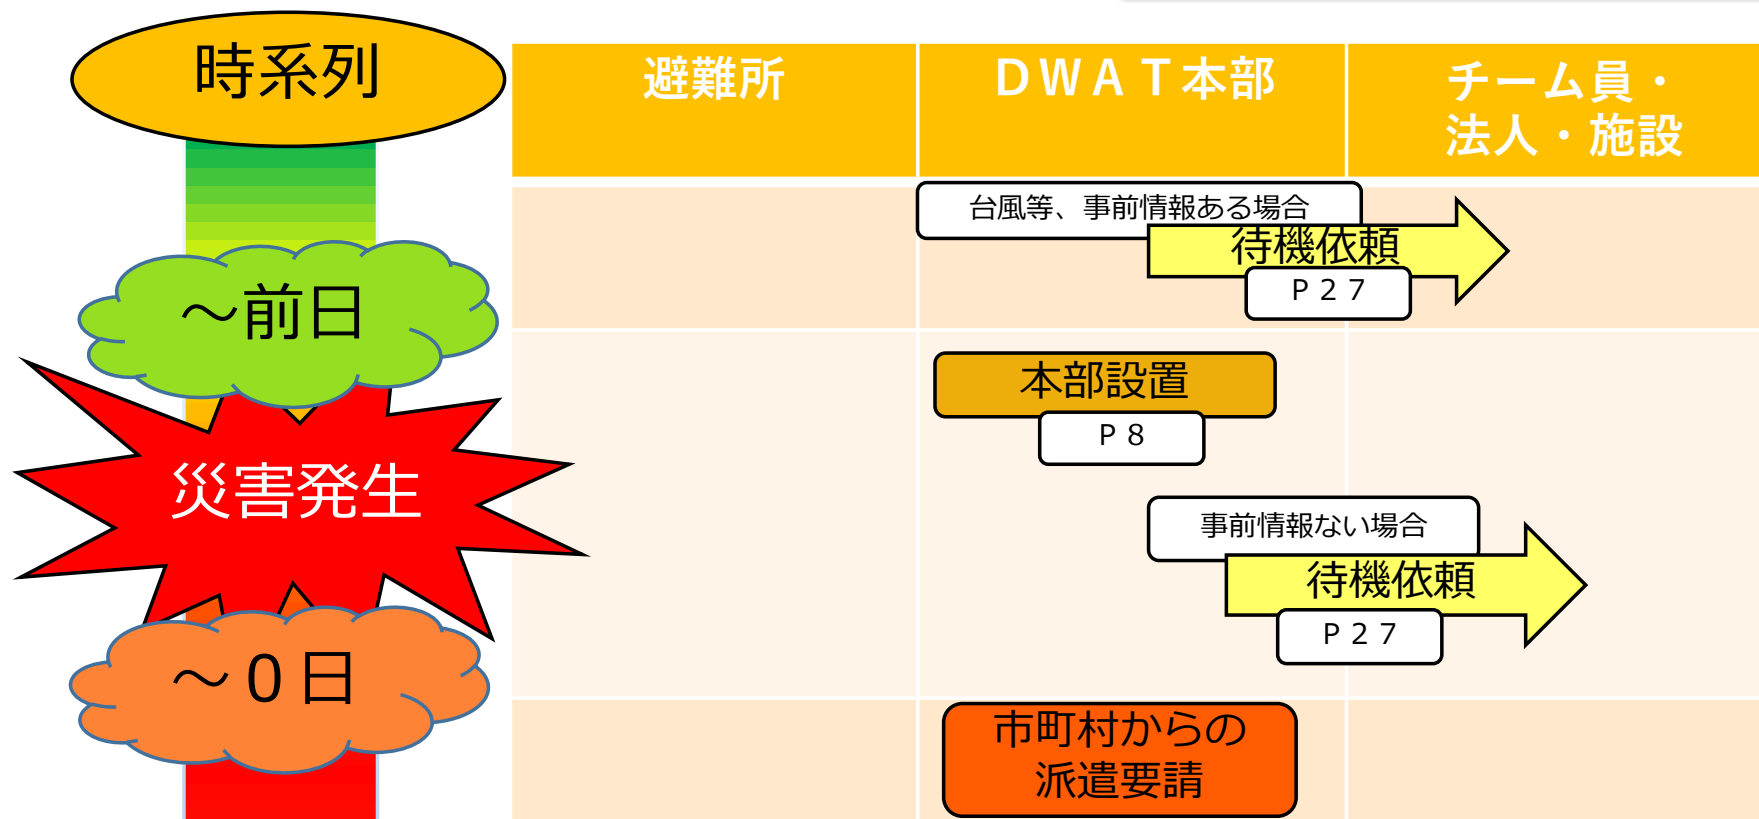 時系列
避難所
ＤＷＡＴ本部
チーム員・
法人・施設
台風等、事前情報ある場合
待機依頼
Ｐ２７
～前日
本部設置
Ｐ８
災害発生
事前情報ない場合
待機依頼
Ｐ２７
～０日
市町村からの
派遣要請